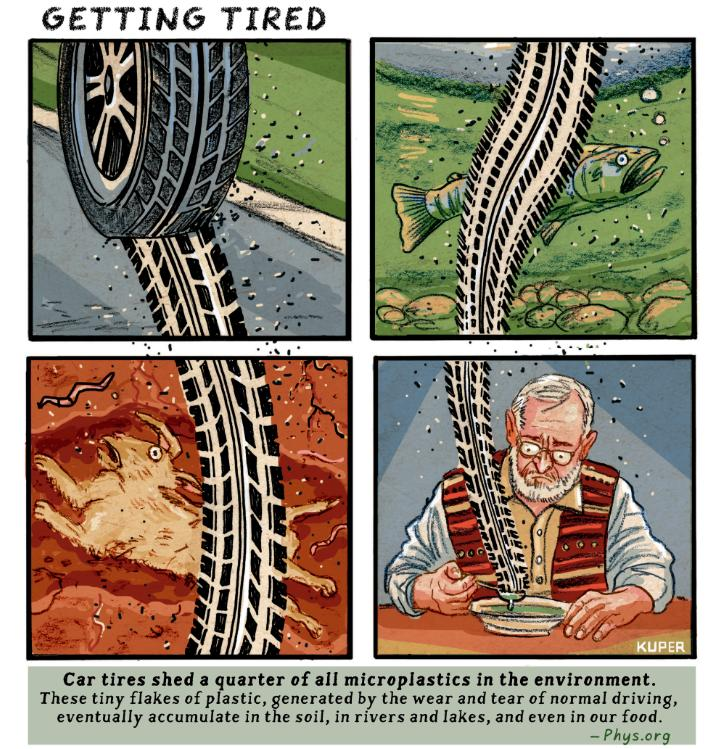 GETTING TIRED
KUPER
Car tires shed a quarter of all microplastics in the environment.
These tiny flakes of plastic, generated by the wear and tear of normal driving,
eventually accumulate in the soil, in rivers and lakes, and even in our food.
– Phys.org